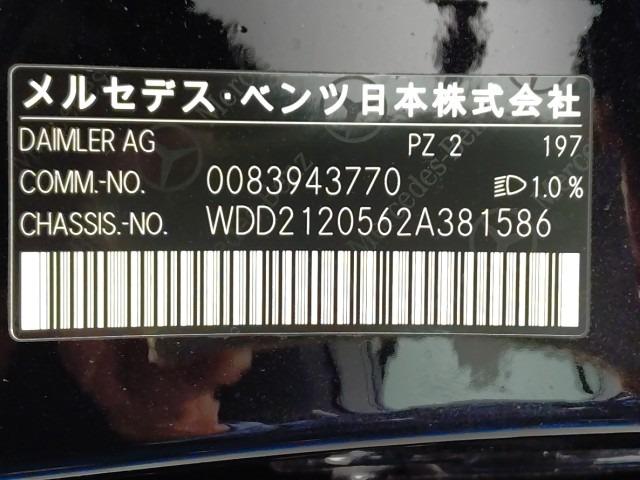 メルセデス・ベンツ日本株式会社
DAIMLER AG PZ 2 197
COMM.-NO. 0083943770 1.0%
CHASSIS.-NO. WDD2120562A381586